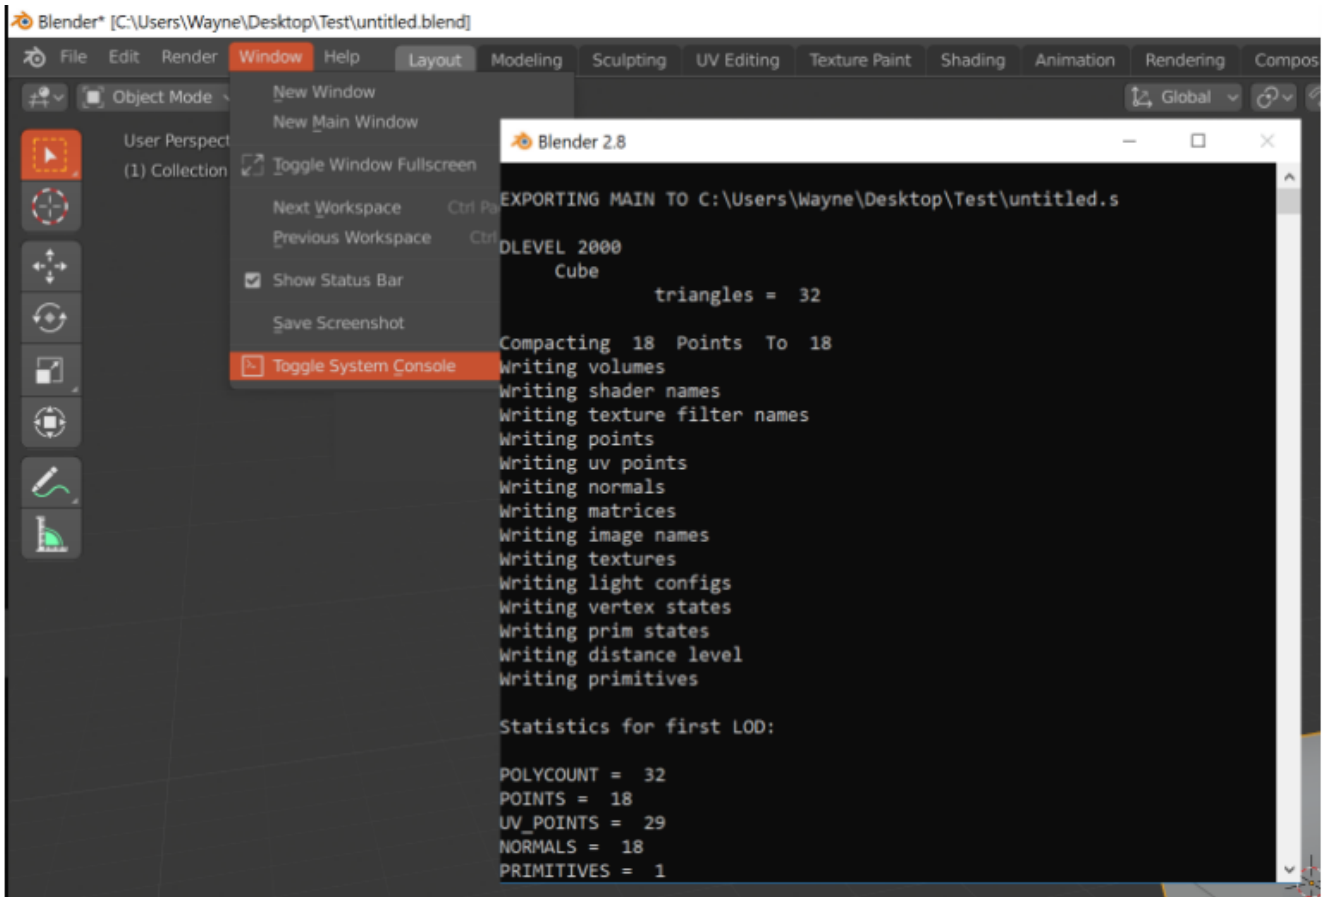 Blender* [C:\Users\Wayne\Desktop\Test\untitled.blend]
File Edit Render Window Help Layout Modeling Sculpting UV Editing Texture Paint Shading Animation Rendering Compos
Object Mode Global
User Perspect
(1) Collection
New Window
New Main Window
Toggle Window Fullscreen
Next Workspace Ctrl Pa
Previous Workspace Ctrl
Show Status Bar
Save Screenshot
Toggle System Console
Blender 2.8
EXPORTING MAIN TO C:\Users\Wayne\Desktop\Test\untitled.s
DLEVEL 2000
Cube
triangles = 32
Compacting 18 Points To 18
Writing volumes
Writing shader names
Writing texture filter names
Writing points
Writing uv points
Writing normals
Writing matrices
Writing image names
Writing textures
Writing light configs
Writing vertex states
Writing prim states
Writing distance level
Writing primitives
Statistics for first LOD:
POLYCOUNT = 32
POINTS = 18
UV_POINTS = 29
NORMALS = 18
PRIMITIVES = 1